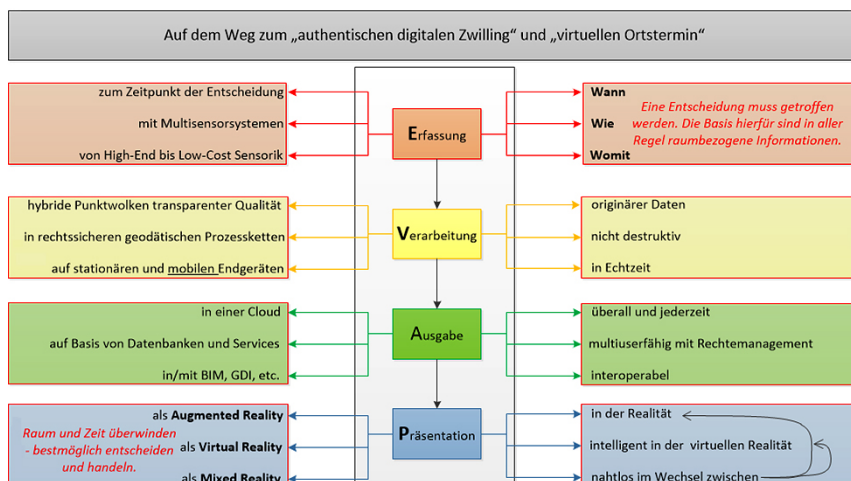 Auf dem Weg zum „authentischen digitalen Zwilling“ und „virtuellen Ortstermin“
zum Zeitpunkt der Entscheidung
mit Multisensorsystemen
von High-End bis Low-Cost Sensorik
Erfassung
Wann
Wie
Womit
Eine Entscheidung muss getroffen
werden. Die Basis hierfür sind in aller
Regel raumbezogene Informationen.
hybride Punktwolken transparenter Qualität
in rechtssicheren geodätischen Prozessketten
auf stationären und mobilen Endgeräten
Verarbeitung
originärer Daten
nicht destruktiv
in Echtzeit
in einer Cloud
auf Basis von Datenbanken und Services
in/mit BIM, GDI, etc.
Ausgabe
überall und jederzeit
multiuserfähig mit Rechtemanagement
interoperabel
als Augmented Reality
als Virtual Reality
als Mixed Reality
Raum und Zeit überwinden
- bestmöglich entscheiden
und handeln.
Präsentation
in der Realität
intelligent in der virtuellen Realität
nahtlos im Wechsel zwischen